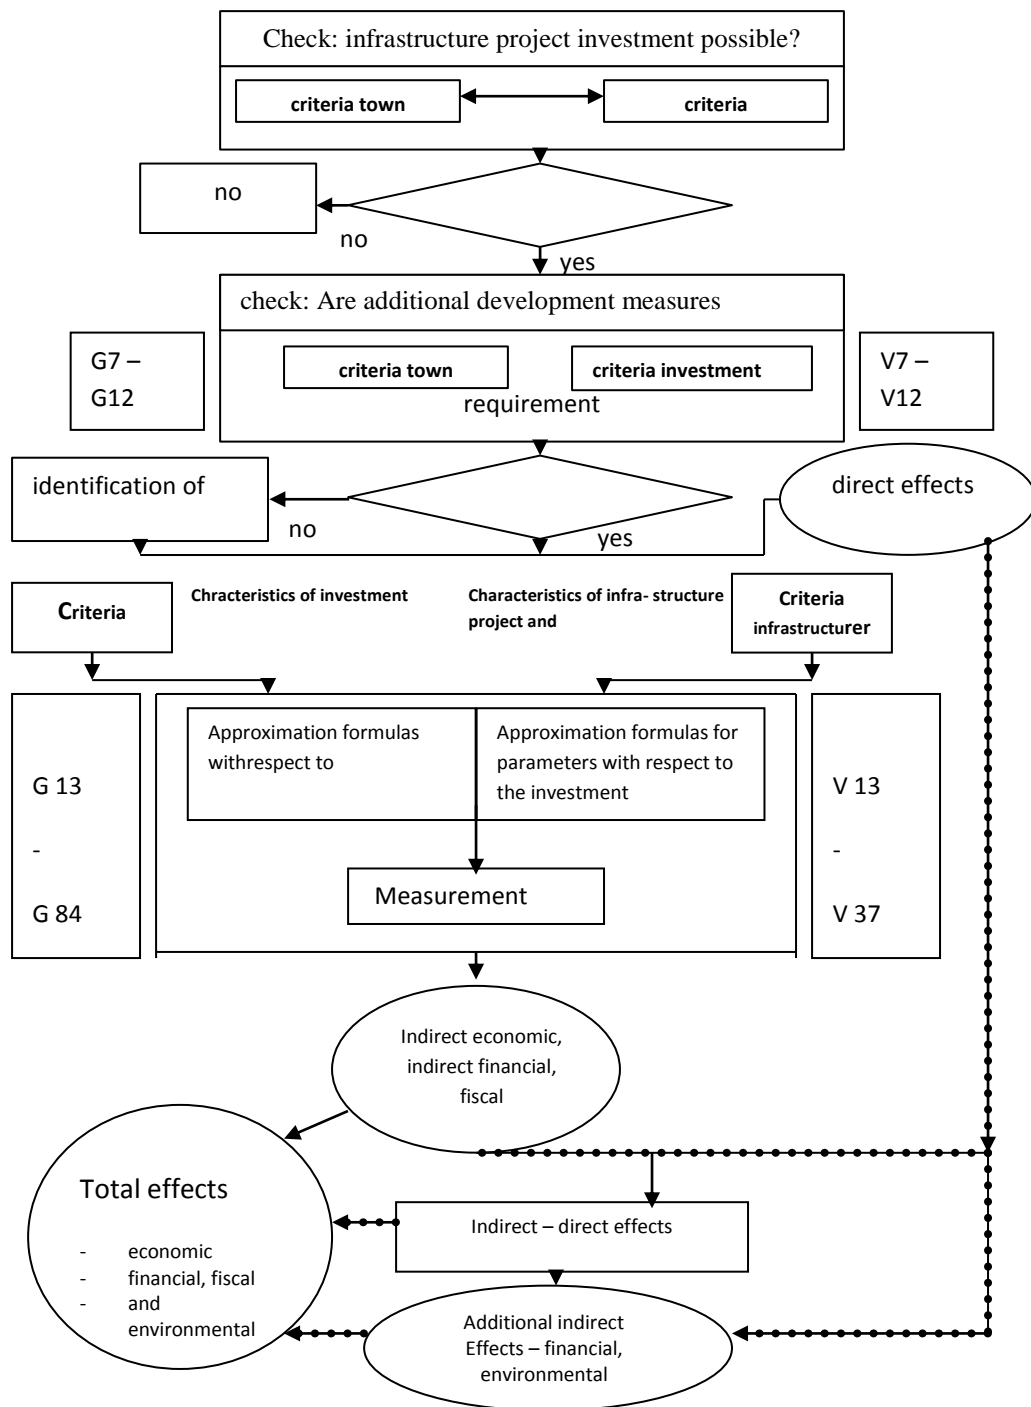 Check: infrastructure project investment possible?
criteria town
criteria
no
no
yes
check: Are additional development measures
G7 –
G12
criteria town
criteria investment
requirement
V7 –
V12
identification of
no
yes
direct effects
Criteria
Chracteristics of investment
Characteristics of infra- structure
project and
Criteria
infrastructurer
G 13
-
G 84
Approximation formulas
withrespect to
Approximation formulas for
parameters with respect to
the investment
Measurement
V 13
-
V 37
Indirect economic,
indirect financial,
fiscal
Total effects
- economic
- financial, fiscal
- and
environmental
Indirect – direct effects
Additional indirect
Effects – financial,
environmental